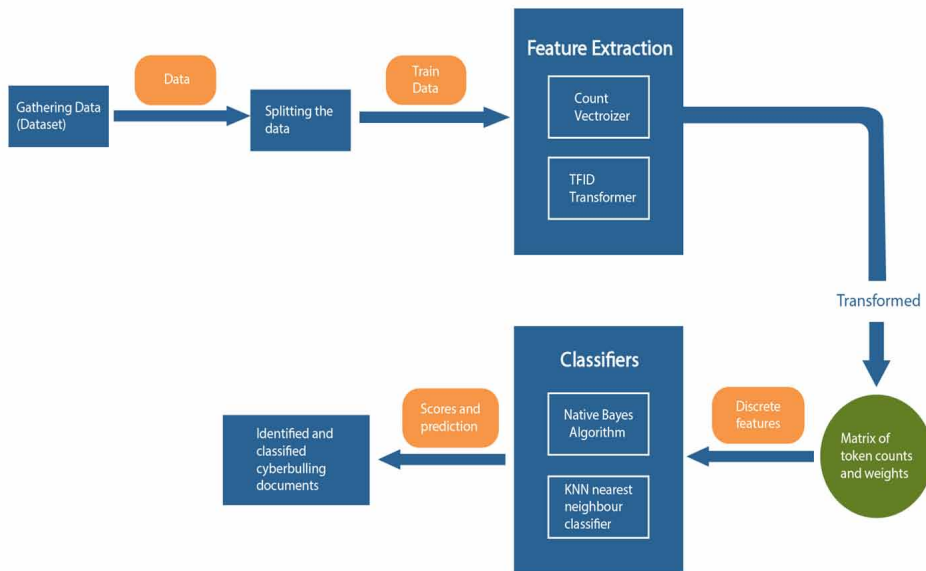 Gathering Data
(Dataset)
Data
Splitting the
data
Train
Data
Feature Extraction
Count
Vectroizer
TFID
Transformer
Transformed
Matrix of
token counts
and weights
Discrete
features
Classifiers
Native Bayes
Algorithm
KNN nearest
neighbour
classifier
Scores and
prediction
Identified and
classified
cyberbulling
documents